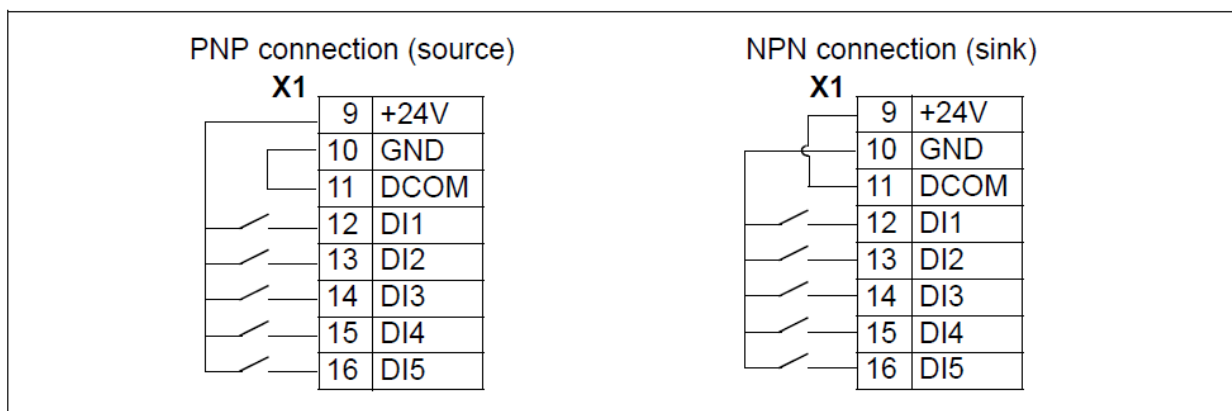 PNP connection (source)
X1
9 +24V
10 GND
11 DCOM
12 DI1
13 DI2
14 DI3
15 DI4
16 DI5
NPN connection (sink)
X1
9 +24V
10 GND
11 DCOM
12 DI1
13 DI2
14 DI3
15 DI4
16 DI5